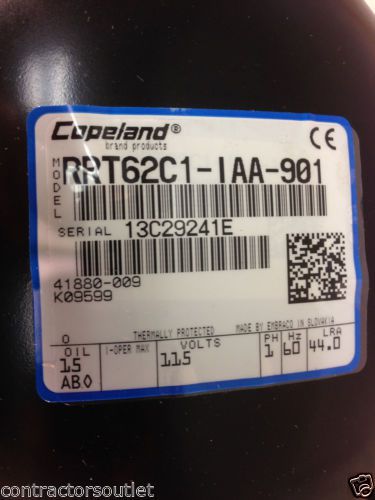 Copeland®
brand products
CE
MODEL
RRT62C1-IAA-901
SERIAL 13C29241E
41880-009
K09599
THERMALLY PROTECTED MADE BY EMBRACO IN SLOVAKIA
O
OIL I-OPER MAX VOLTS PH Hz LRA
15 115 1 60 44.0
AB0
contractorsoutlet